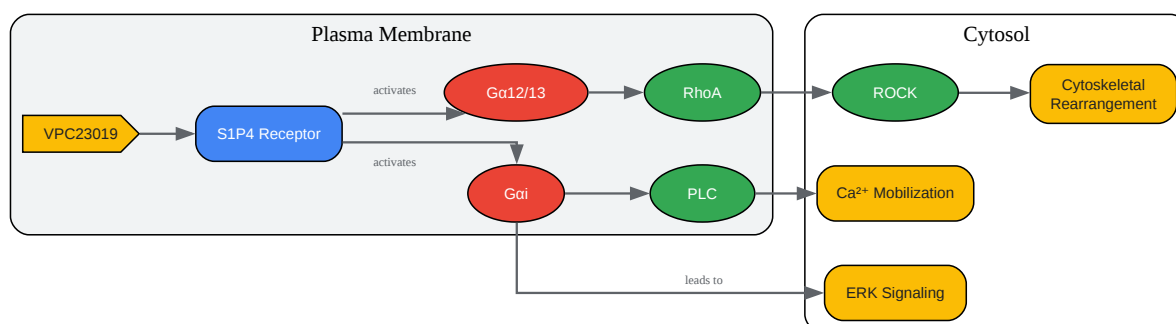 Plasma Membrane
Cytosol
VPC23019
S1P4 Receptor
activates
activates
Gα12/13
RhoA
ROCK
Cytoskeletal
Rearrangement
Gαi
PLC
Ca²⁺ Mobilization
leads to
ERK Signaling